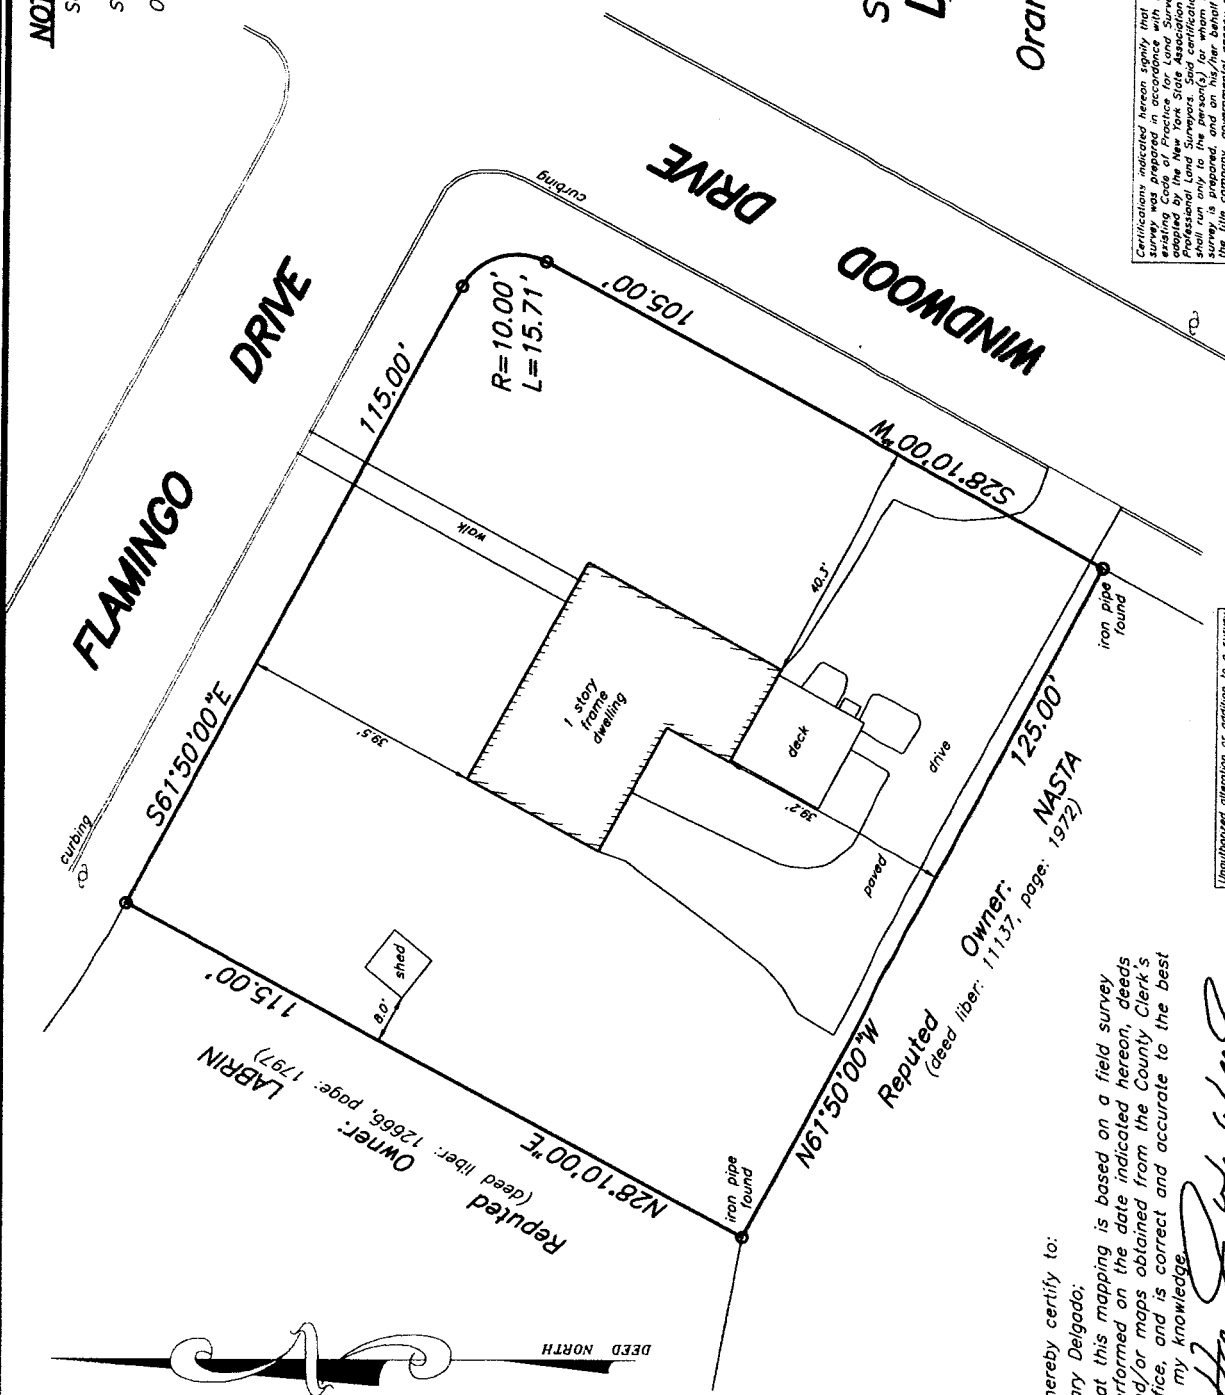 FLAMINGO DRIVE
WINDWOOD DRIVE
curbing
curbing
S61°50'00"E
115.00'
R=10.00'
L=15.71'
105.00'
S28°10'00"W
walk
39.5'
1 story
frame
dwelling
40.3'
deck
39.2'
paved drive
shed
8.0'
115.00'
N28°10'00"E
Reputed Owner: LABRIN
(deed liber: 12666, page: 1797)
iron pipe
found
N61°50'00"W
125.00'
iron pipe
found
Reputed Owner: NASTA
(deed liber: 11137, page: 1972)
DEED NORTH
ereby certify to:
ry Delgado;
at this mapping is based on a field survey
rformed on the date indicated hereon, deeds
d/or maps obtained from the County Clerk's
ice, and is correct and accurate to the best
my knowledge.
Certifications indicated hereon signify that
survey was prepared in accordance with
existing Code of Practice for Land Surve
adopted by the New York State Association
Professional Land Surveyors. Said certificatio
shall run only to the person(s) for whom
survey is prepared, and on his/her behalf
the title company, governmental
Unauthorized alteration or addition to a survey
Oran